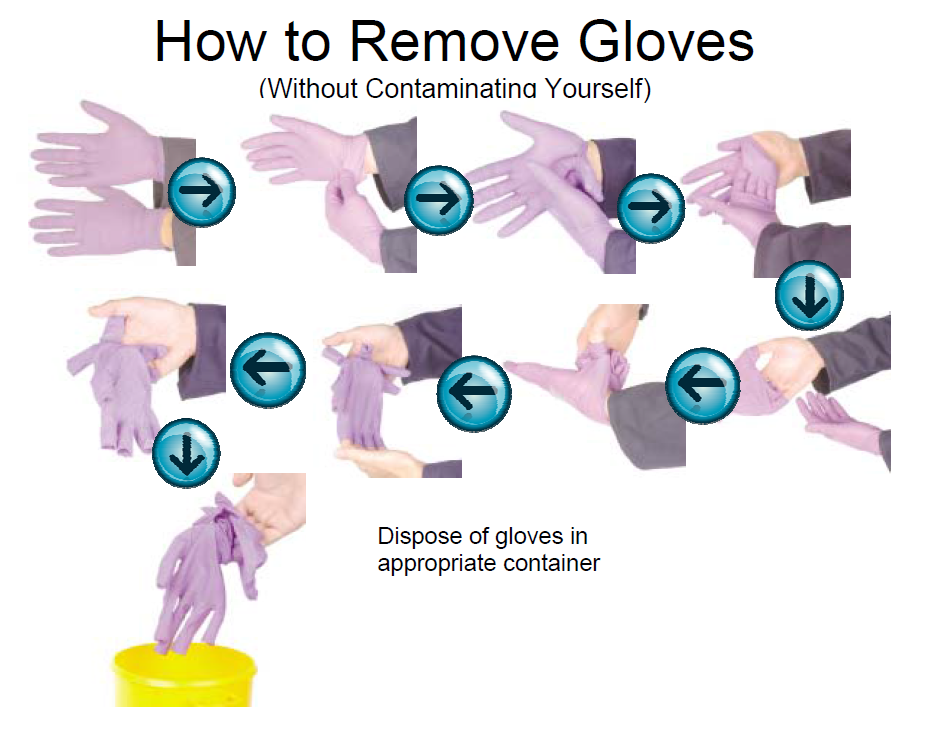 How to Remove Gloves
(Without Contaminating Yourself)
Dispose of gloves in
appropriate container